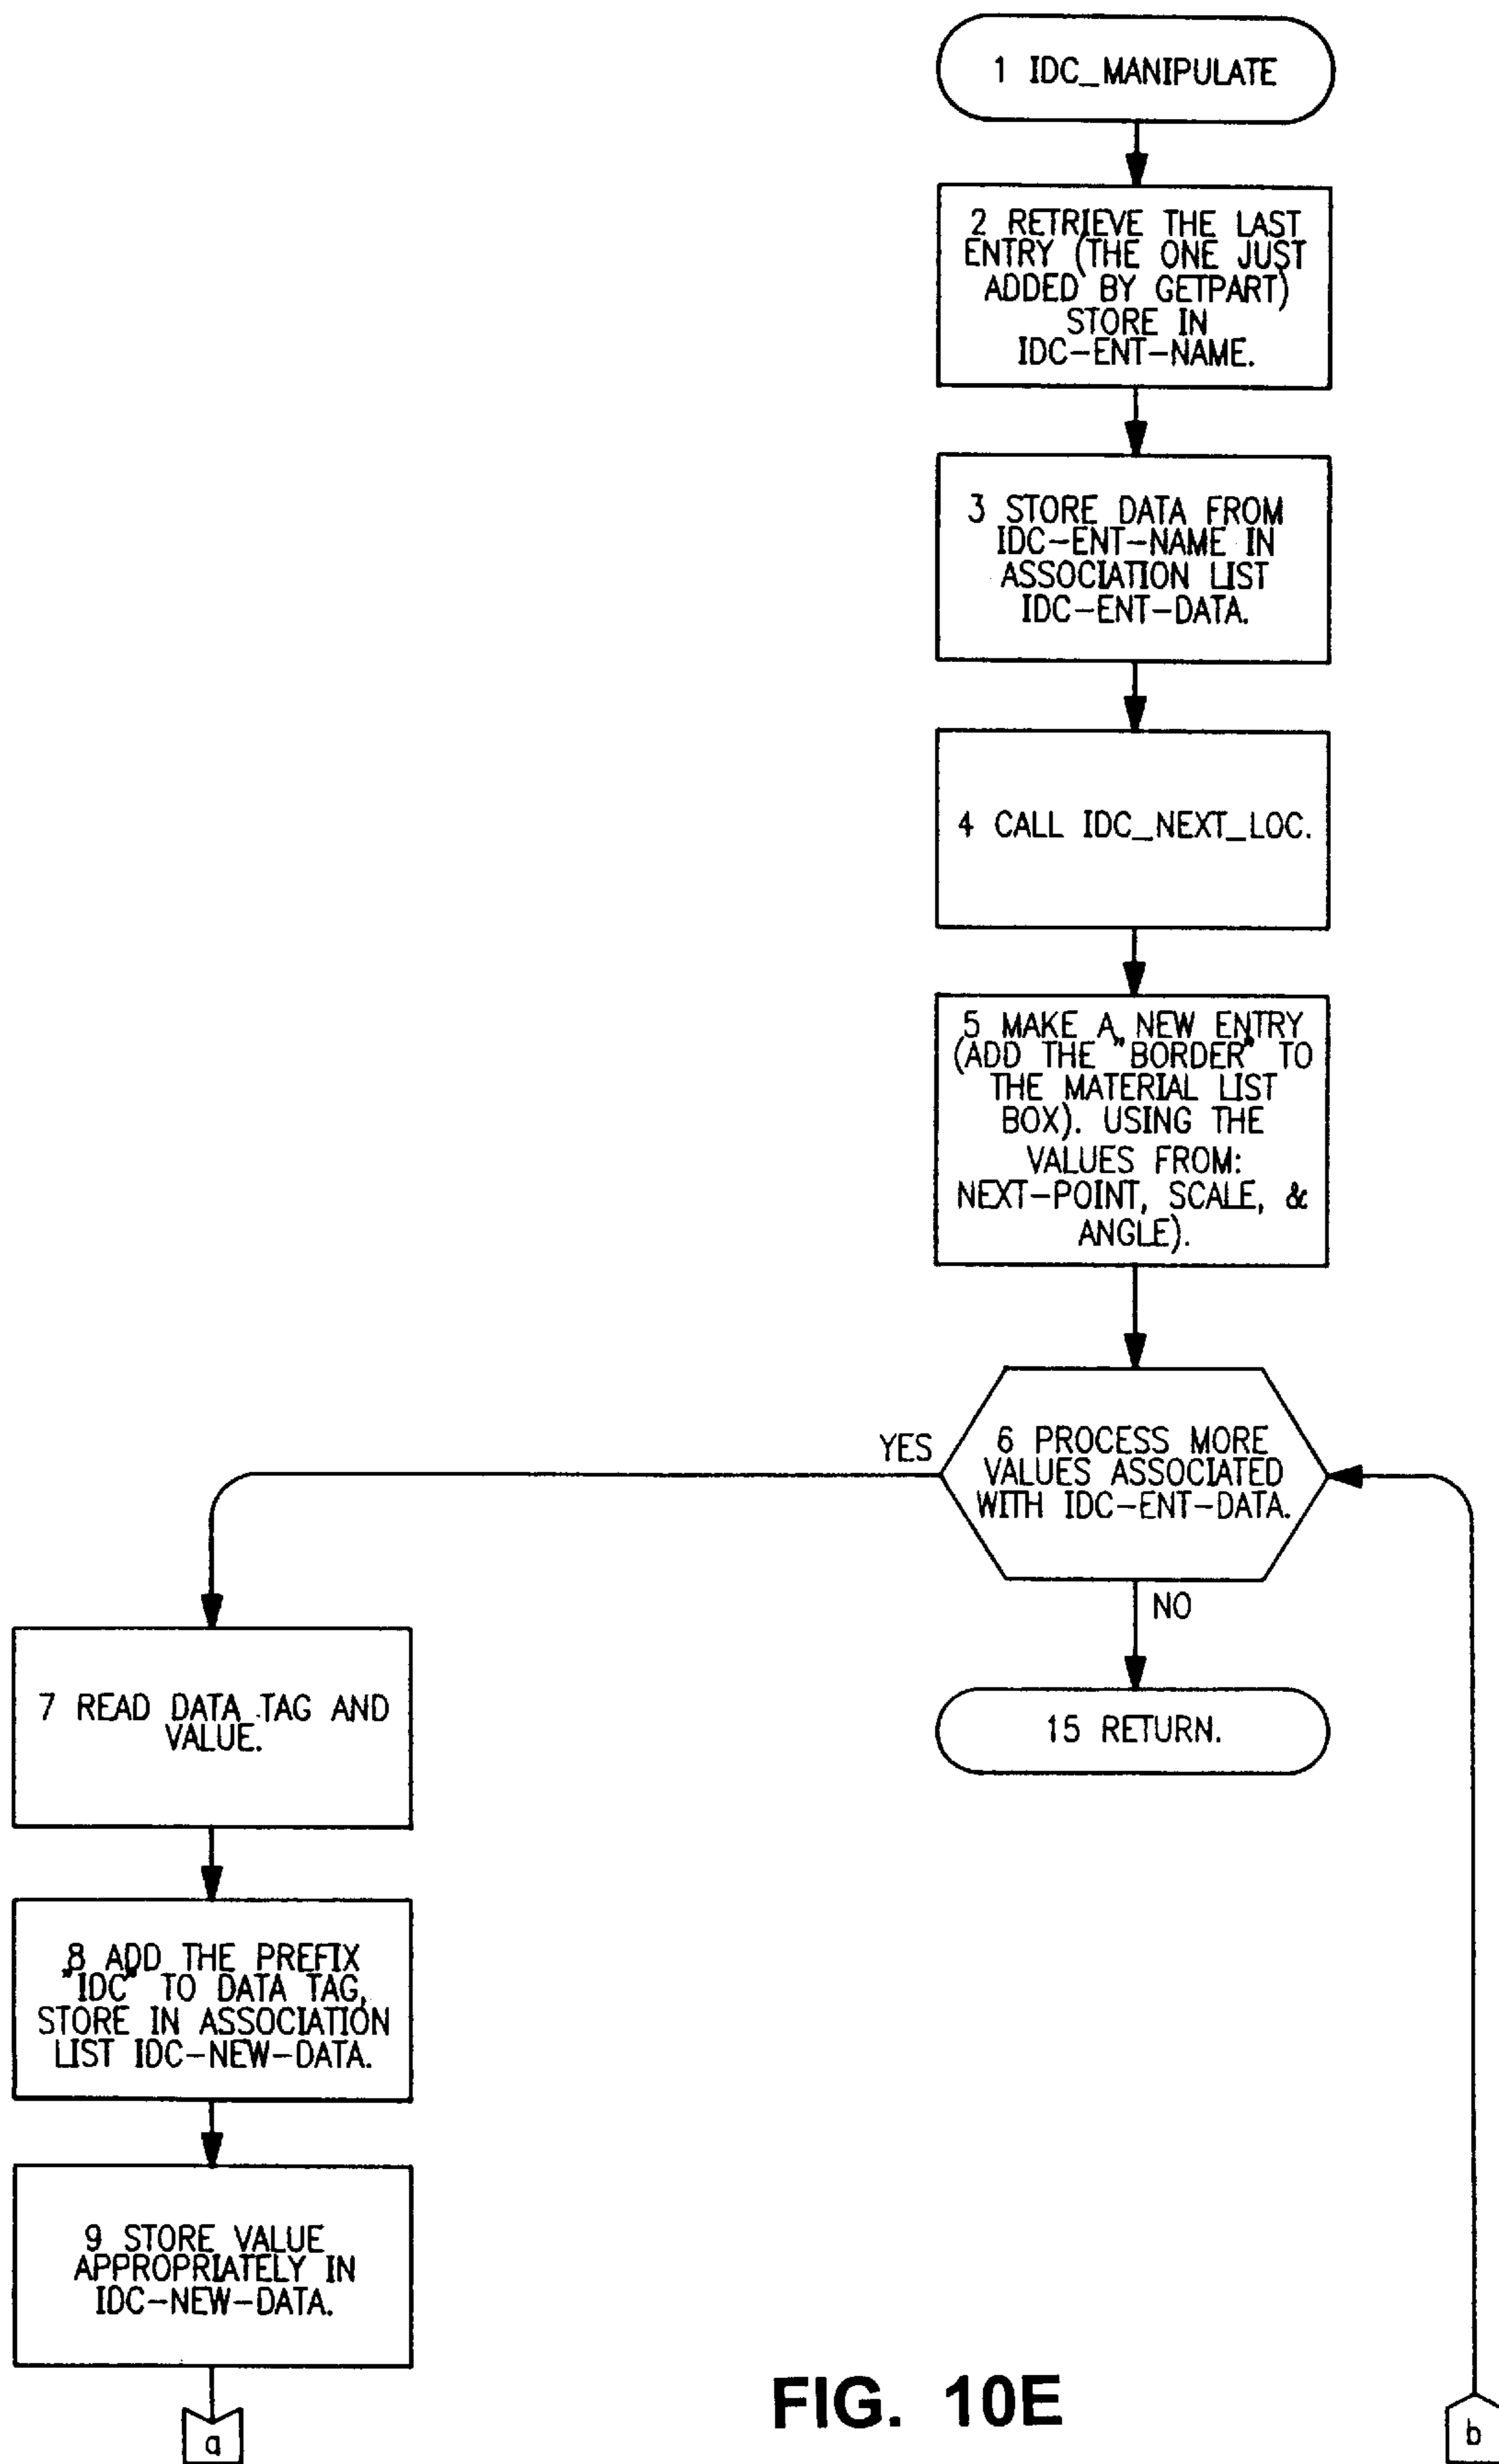 1 IDC_MANIPULATE
2 RETRIEVE THE LAST
ENTRY (THE ONE JUST
ADDED BY GETPART)
STORE IN
IDC-ENT-NAME.
3 STORE DATA FROM
IDC-ENT-NAME IN
ASSOCIATION LIST
IDC-ENT-DATA.
4 CALL IDC_NEXT_LOC.
5 MAKE A NEW ENTRY
(ADD THE "BORDER" TO
THE MATERIAL LIST
BOX). USING THE
VALUES FROM:
NEXT-POINT, SCALE, &
ANGLE).
6 PROCESS MORE
VALUES ASSOCIATED
WITH IDC-ENT-DATA.
YES
NO
15 RETURN.
7 READ DATA TAG AND
VALUE.
8 ADD THE PREFIX
"IDC" TO DATA TAG,
STORE IN ASSOCIATION
LIST IDC-NEW-DATA.
9 STORE VALUE
APPROPRIATELY IN
IDC-NEW-DATA.
a
b
FIG. 10E